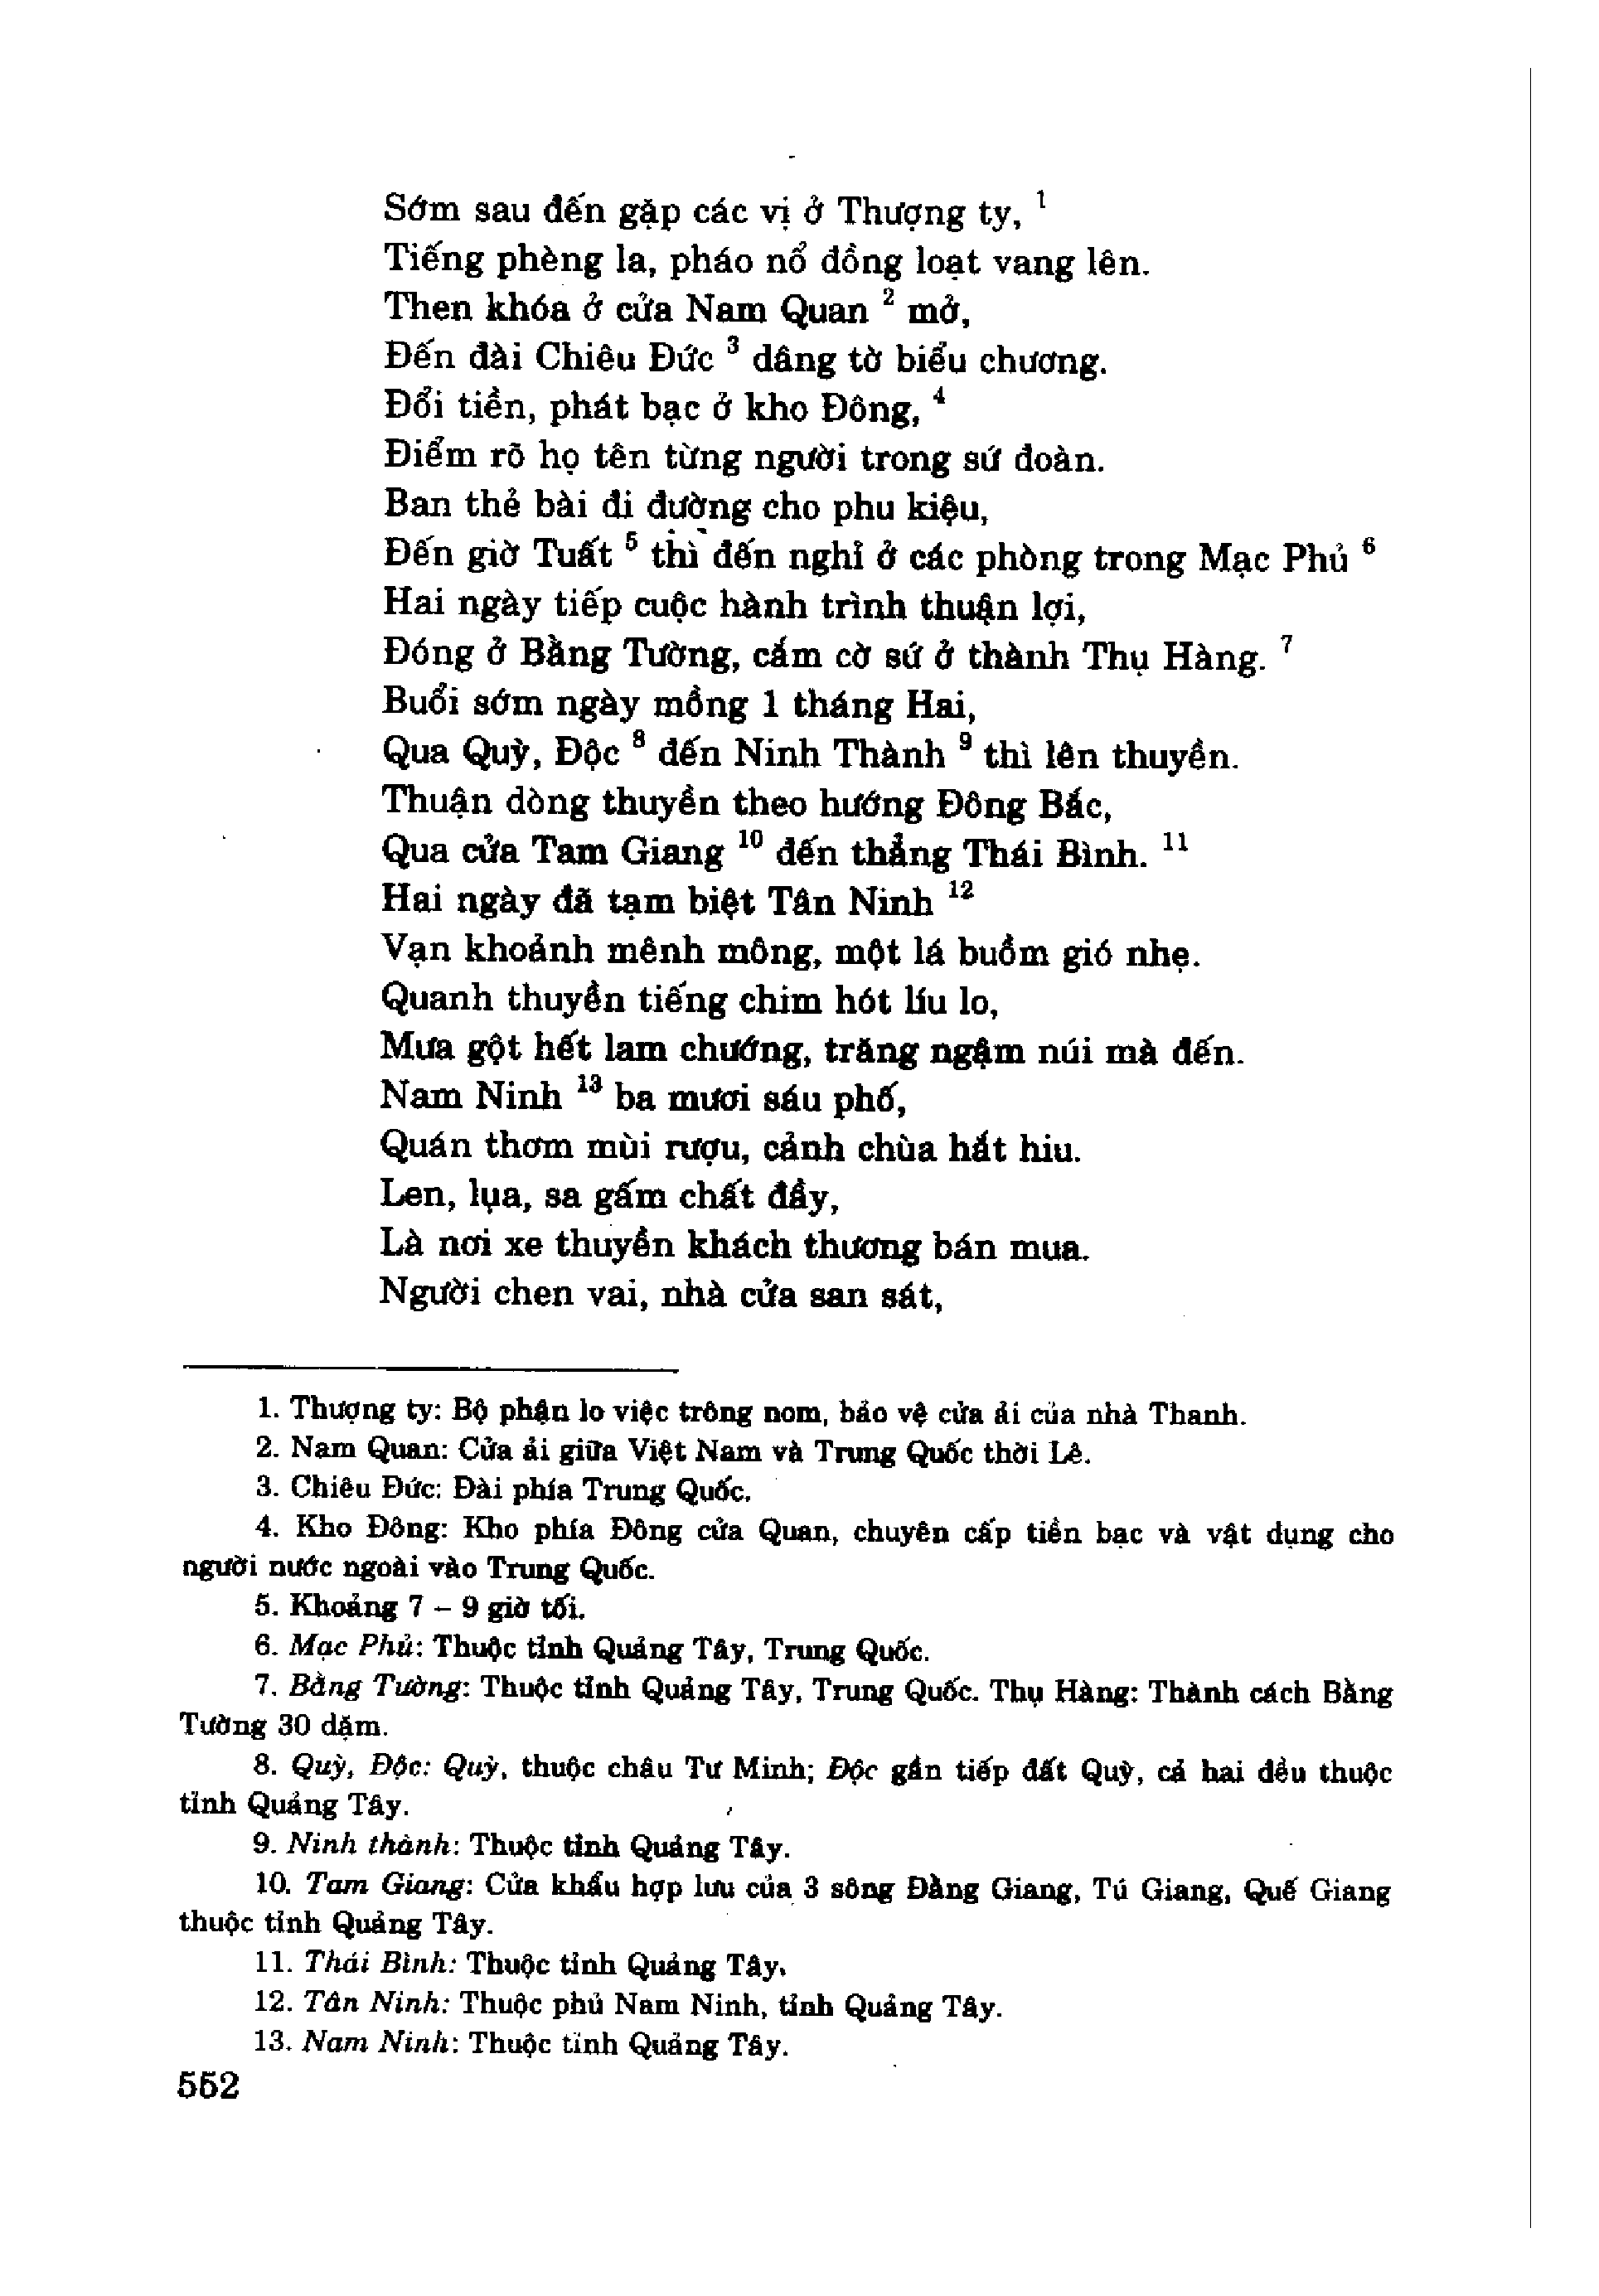 Sớm sau đến gặp các vị ở Thượng ty, 1
Tiếng phèng la, pháo nổ đồng loạt vang lên.
Then khóa ở cửa Nam Quan 2 mở,
Đến đài Chiêu Đức 3 dâng tờ biểu chương.
Đổi tiền, phát bạc ở kho Đông, 4
Điểm rõ họ tên từng người trong sứ đoàn.
Ban thẻ bài đi đường cho phu kiệu,
Đến giờ Tuất 5 thì đến nghỉ ở các phòng trong Mạc Phủ 6
Hai ngày tiếp cuộc hành trình thuận lợi,
Đóng ở Bằng Tường, cắm cờ sứ ở thành Thụ Hàng. 7
Buổi sớm ngày mồng 1 tháng Hai,
Qua Quỳ, Độc 8 đến Ninh Thành 9 thì lên thuyền.
Thuận dòng thuyền theo hướng Đông Bắc,
Qua cửa Tam Giang 10 đến thẳng Thái Bình. 11
Hai ngày đã tạm biệt Tân Ninh 12
Vạn khoảnh mênh mông, một lá buồm gió nhẹ.
Quanh thuyền tiếng chim hót líu lo,
Mưa gột hết lam chướng, trăng ngậm núi mà đến.
Nam Ninh 13 ba mươi sáu phố,
Quán thơm mùi rượu, cảnh chùa hắt hiu.
Len, lụa, sa gấm chất đầy,
Là nơi xe thuyền khách thương bán mua.
Người chen vai, nhà cửa san sát,
1. Thượng ty: Bộ phận lo việc trông nom, bảo vệ cửa ải của nhà Thanh.
2. Nam Quan: Cửa ải giữa Việt Nam và Trung Quốc thời Lê.
3. Chiêu Đức: Đài phía Trung Quốc.
4. Kho Đông: Kho phía Đông cửa Quan, chuyên cấp tiền bạc và vật dụng cho
người nước ngoài vào Trung Quốc.
5. Khoảng 7 – 9 giờ tối.
6. Mạc Phủ: Thuộc tỉnh Quảng Tây, Trung Quốc.
7. Bằng Tường: Thuộc tỉnh Quảng Tây, Trung Quốc. Thụ Hàng: Thành cách Bằng
Tường 30 dặm.
8. Quỳ, Độc: Quỳ, thuộc châu Tư Minh; Độc gần tiếp đất Quỳ, cả hai đều thuộc
tỉnh Quảng Tây.
9. Ninh thành: Thuộc tỉnh Quảng Tây.
10. Tam Giang: Cửa khẩu hợp lưu của 3 sông Đằng Giang, Tú Giang, Quế Giang
thuộc tỉnh Quảng Tây.
11. Thái Bình: Thuộc tỉnh Quảng Tây.
12. Tân Ninh: Thuộc phủ Nam Ninh, tỉnh Quảng Tây.
13. Nam Ninh: Thuộc tỉnh Quảng Tây.
552